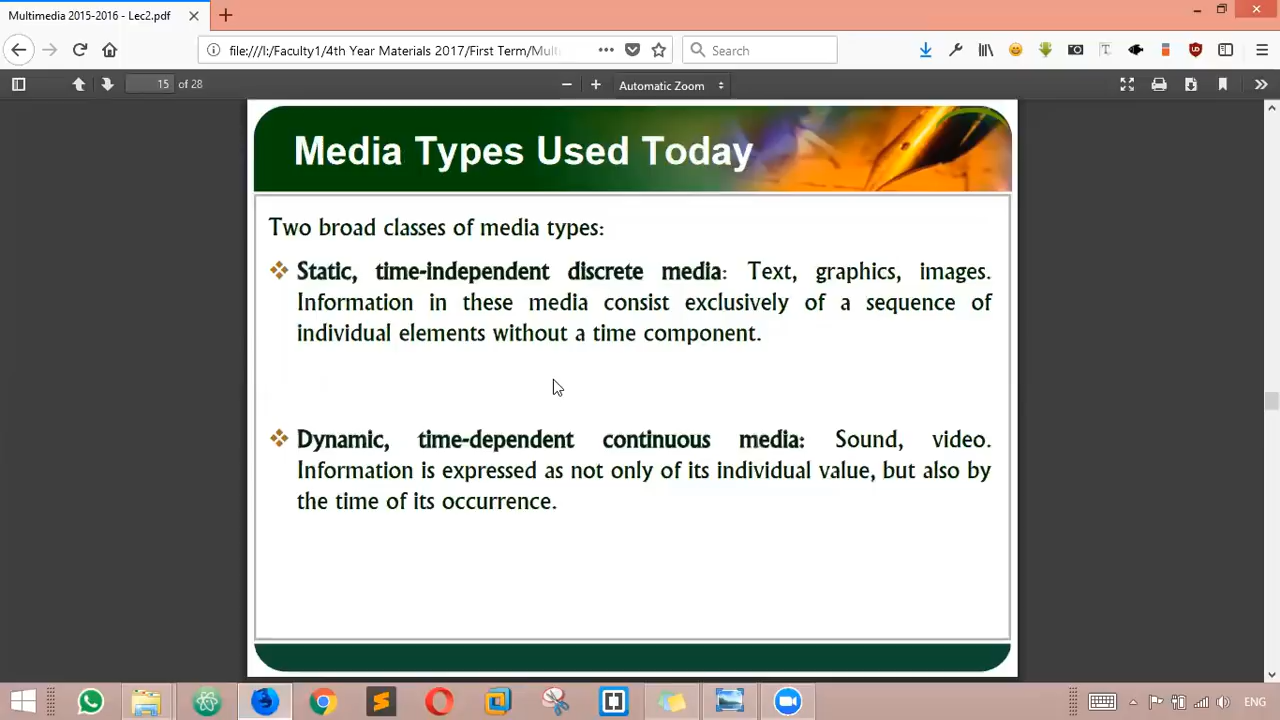 Multimedia 2015-2016 - Lec2.pdf
file:///I:/Faculty1/4th Year Materials 2017/First Term/Mult
Search
15 of 28
Automatic Zoom
Media Types Used Today
Two broad classes of media types:
Static, time-independent discrete media: Text, graphics, images.
Information in these media consist exclusively of a sequence of
individual elements without a time component.
Dynamic, time-dependent continuous media: Sound, video.
Information is expressed as not only of its individual value, but also by
the time of its occurrence.
ENG